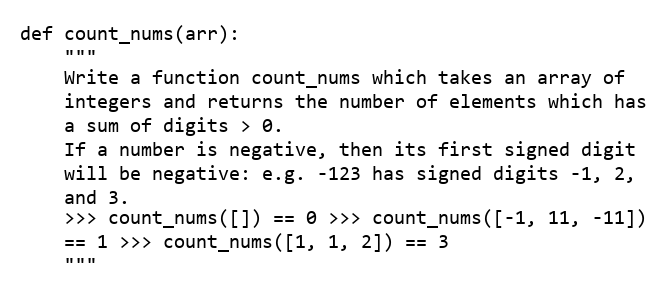 def count_nums(arr):
    """
    Write a function count_nums which takes an array of
    integers and returns the number of elements which has
    a sum of digits > 0.
    If a number is negative, then its first signed digit
    will be negative: e.g. -123 has signed digits -1, 2,
    and 3.
    >>> count_nums([]) == 0 >>> count_nums([-1, 11, -11])
    == 1 >>> count_nums([1, 1, 2]) == 3
    """